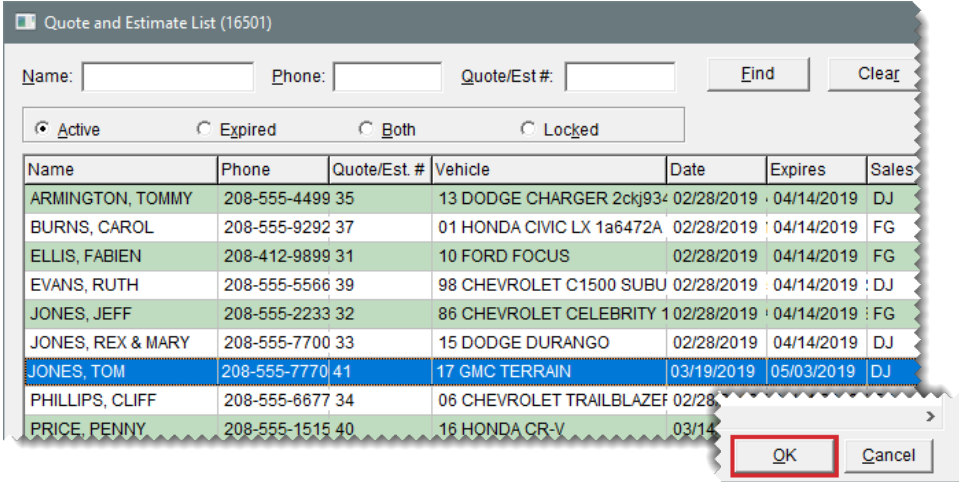 Quote and Estimate List (16501)
Name: Phone: Quote/Est #: Find Clear
Active Expired Both Locked
Name Phone Quote/Est. # Vehicle Date Expires Sales
ARMINGTON, TOMMY 208-555-4499 35 13 DODGE CHARGER 2ckj934 02/28/2019 04/14/2019 DJ
BURNS, CAROL 208-555-9292 37 01 HONDA CIVIC LX 1a6472A 02/28/2019 04/14/2019 FG
ELLIS, FABIEN 208-412-9899 31 10 FORD FOCUS 02/28/2019 04/14/2019 FG
EVANS, RUTH 208-555-5566 39 98 CHEVROLET C1500 SUBU 02/28/2019 04/14/2019 DJ
JONES, JEFF 208-555-2233 32 86 CHEVROLET CELEBRITY 1 02/28/2019 04/14/2019 FG
JONES, REX & MARY 208-555-7700 33 15 DODGE DURANGO 02/28/2019 04/14/2019 DJ
JONES, TOM 208-555-7770 41 17 GMC TERRAIN 03/19/2019 05/03/2019 DJ
PHILLIPS, CLIFF 208-555-6677 34 06 CHEVROLET TRAILBLAZER 02/28
PRICE, PENNY 208-555-1515 40 16 HONDA CR-V 03/14
OK Cancel